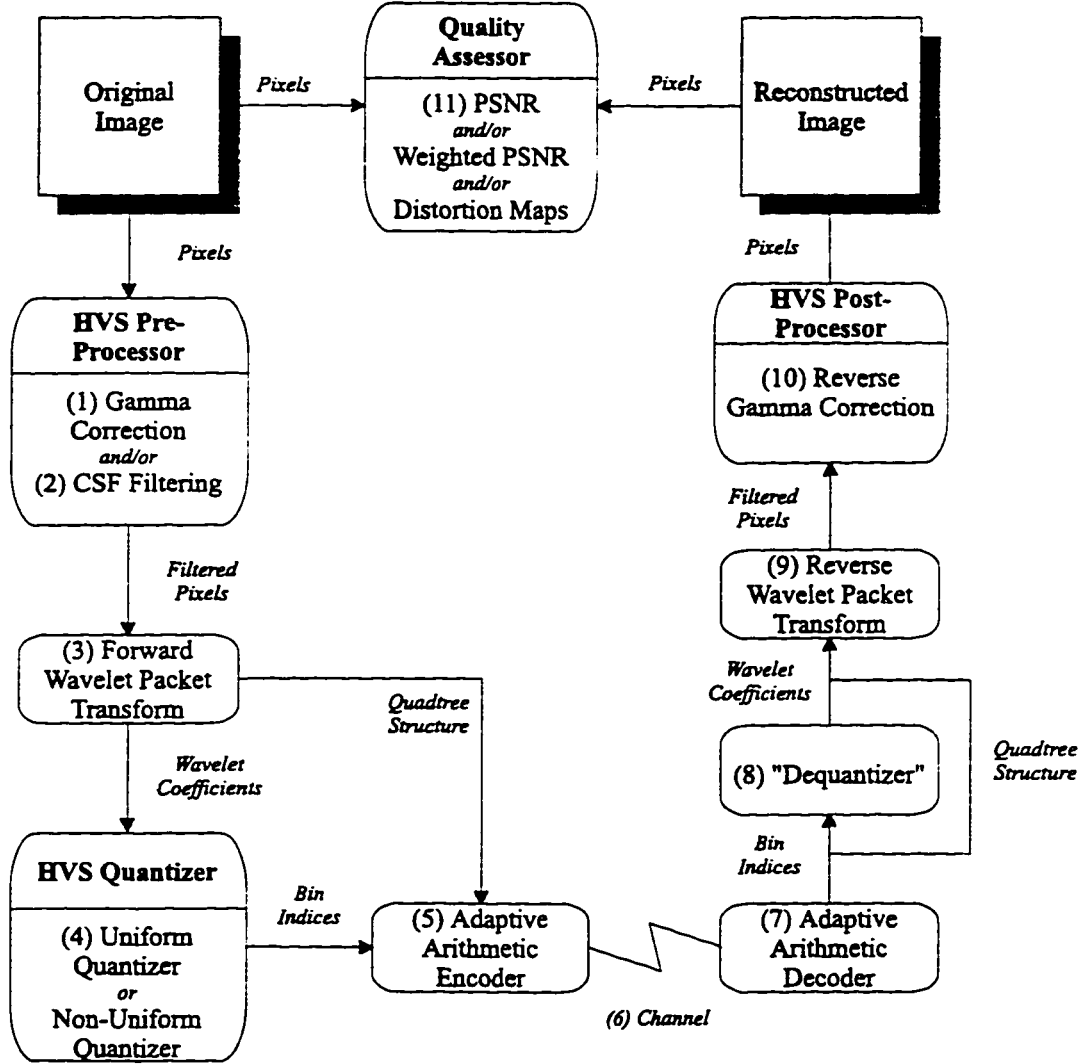 Original
Image
Pixels
Quality
Assessor
(11) PSNR
and/or
Weighted PSNR
and/or
Distortion Maps
Pixels
Reconstructed
Image
Pixels
HVS Pre-
Processor
(1) Gamma
Correction
and/or
(2) CSF Filtering
Filtered
Pixels
(3) Forward
Wavelet Packet
Transform
Quadtree
Structure
Wavelet
Coefficients
HVS Quantizer
(4) Uniform
Quantizer
or
Non-Uniform
Quantizer
Bin
Indices
(5) Adaptive
Arithmetic
Encoder
(6) Channel
(7) Adaptive
Arithmetic
Decoder
Bin
Indices
(8) "Dequantizer"
Quadtree
Structure
Wavelet
Coefficients
(9) Reverse
Wavelet Packet
Transform
Filtered
Pixels
HVS Post-
Processor
(10) Reverse
Gamma Correction
Pixels